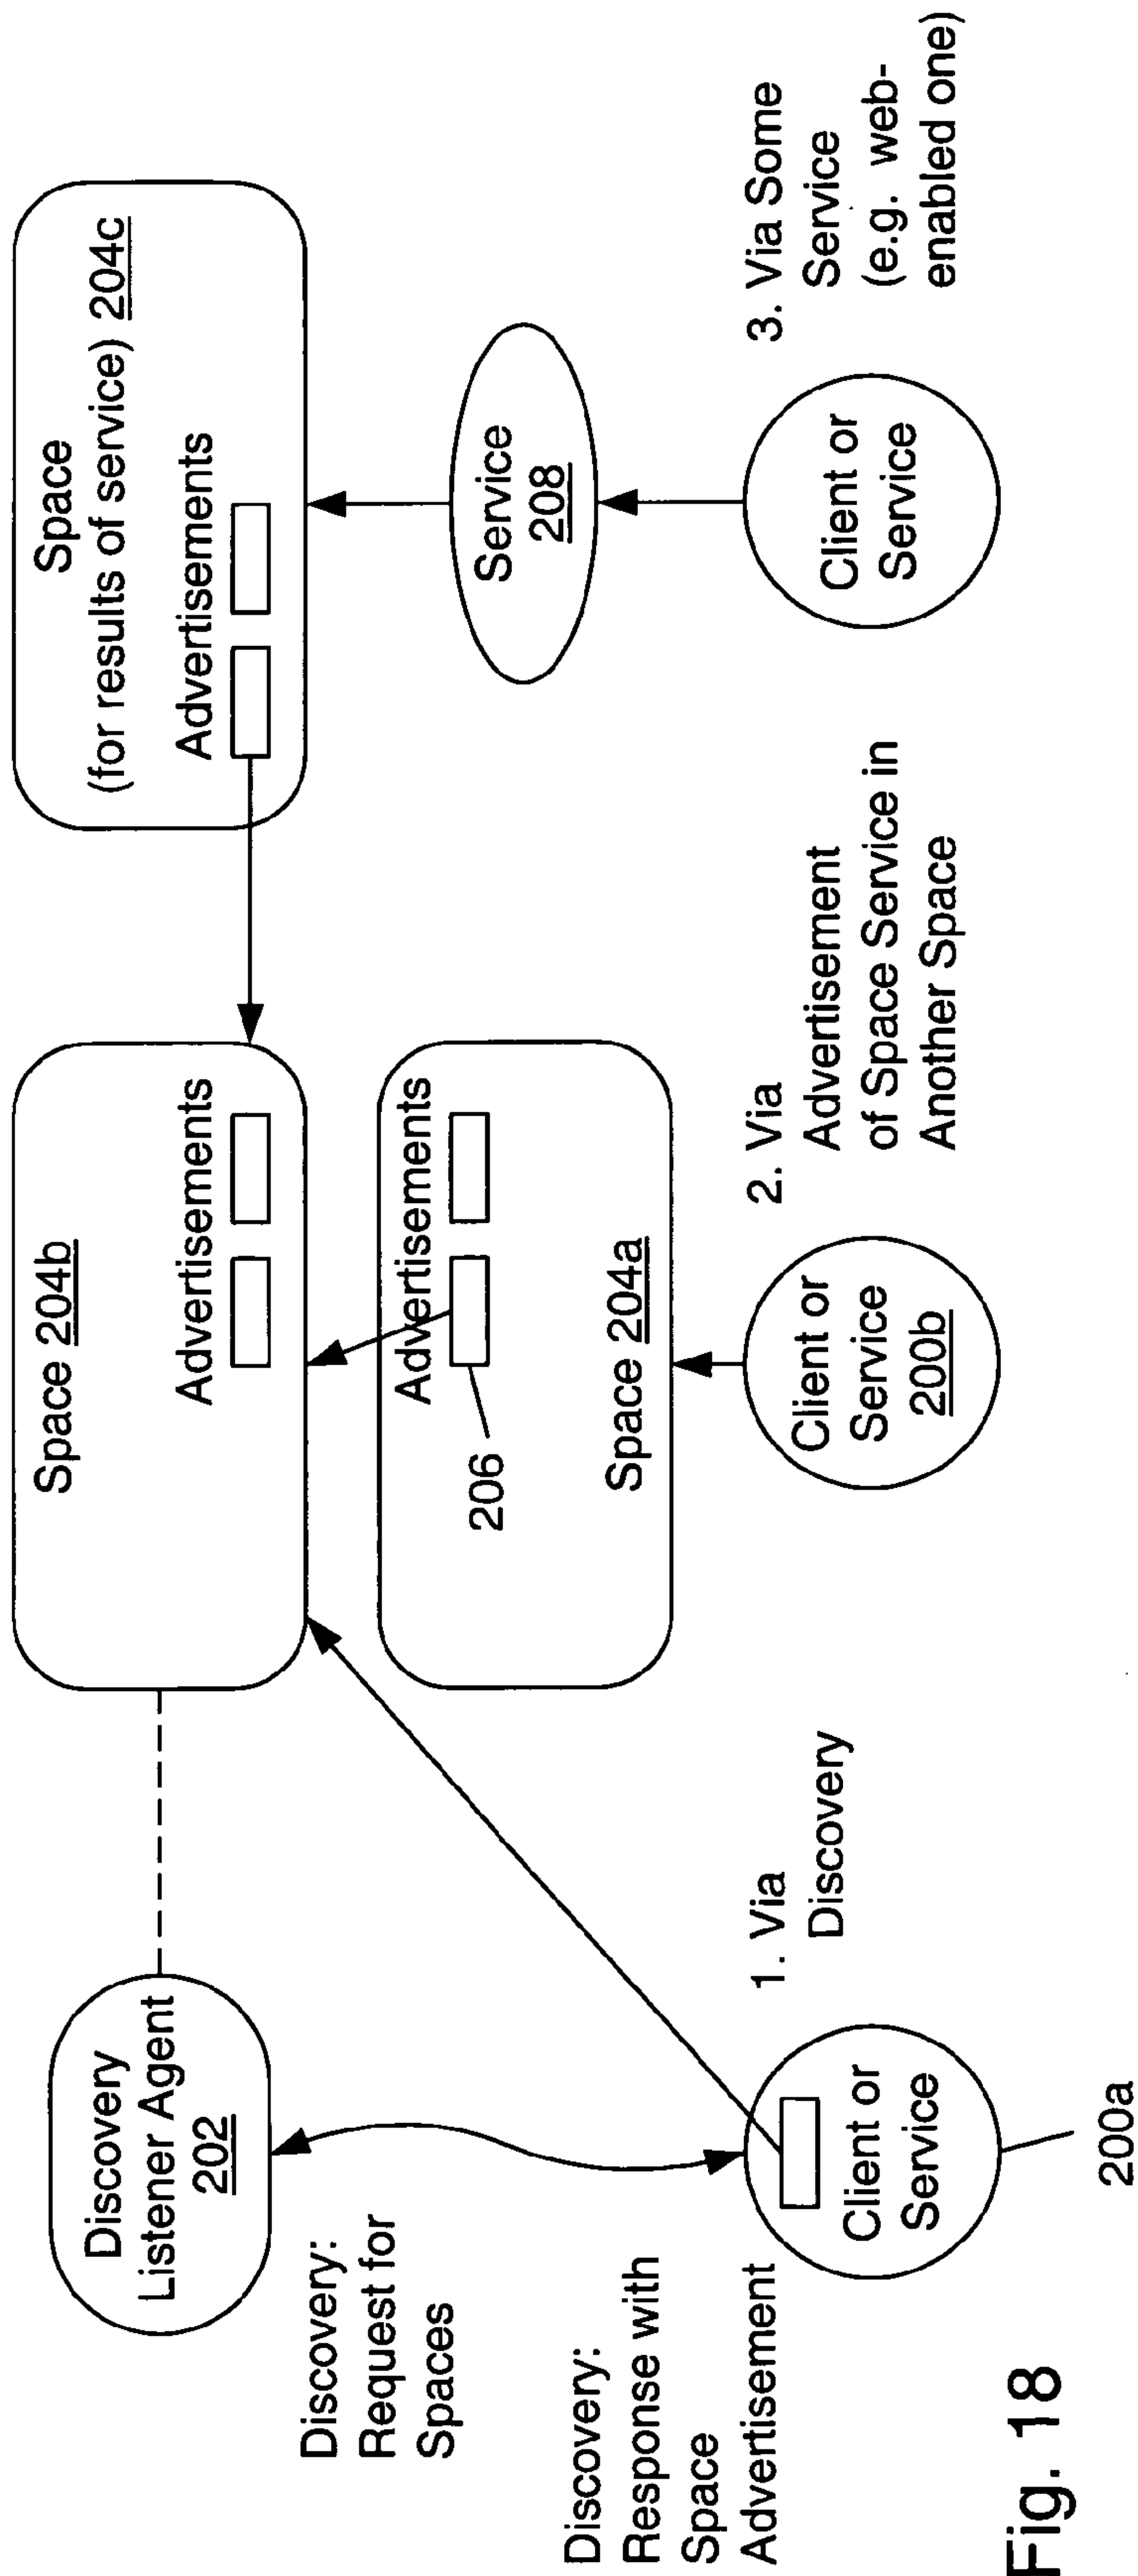 Discovery
Listener Agent
202
Discovery:
Request for
Spaces
Discovery:
Response with
Space
Advertisement
Client or
Service
200a
1. Via
Discovery
Space 204b
Advertisements
Advertisements
206
Space 204a
Client or
Service
200b
2. Via
Advertisement
of Space Service in
Another Space
Space
(for results of service) 204c
Advertisements
Service
208
Client or
Service
3. Via Some
Service
(e.g. web-
enabled one)
Fig. 18